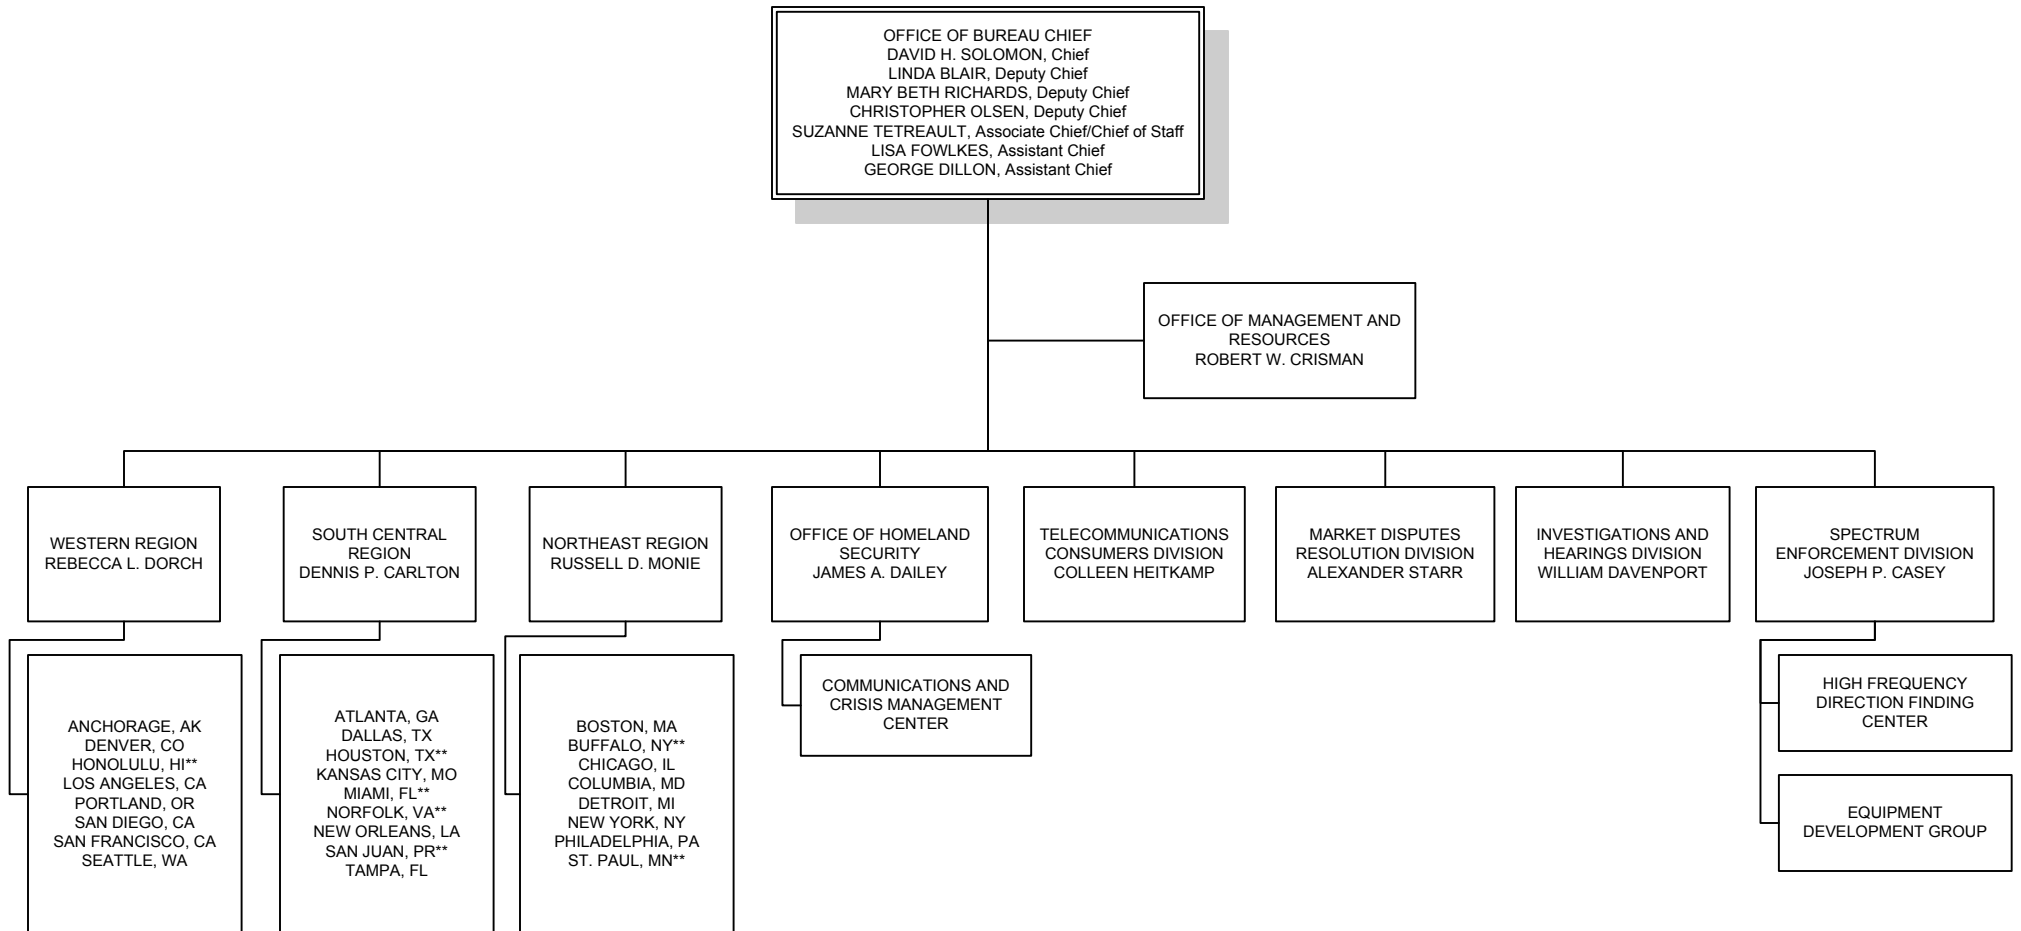 OFFICE OF BUREAU CHIEF
DAVID H. SOLOMON, Chief
LINDA BLAIR, Deputy Chief
MARY BETH RICHARDS, Deputy Chief
CHRISTOPHER OLSEN, Deputy Chief
SUZANNE TETREAULT, Associate Chief/Chief of Staff
LISA FOWLKES, Assistant Chief
GEORGE DILLON, Assistant Chief
OFFICE OF MANAGEMENT AND
RESOURCES
ROBERT W. CRISMAN
WESTERN REGION
REBECCA L. DORCH
SOUTH CENTRAL
REGION
DENNIS P. CARLTON
NORTHEAST REGION
RUSSELL D. MONIE
OFFICE OF HOMELAND
SECURITY
JAMES A. DAILEY
TELECOMMUNICATIONS
CONSUMERS DIVISION
COLLEEN HEITKAMP
MARKET DISPUTES
RESOLUTION DIVISION
ALEXANDER STARR
INVESTIGATIONS AND
HEARINGS DIVISION
WILLIAM DAVENPORT
SPECTRUM
ENFORCEMENT DIVISION
JOSEPH P. CASEY
ANCHORAGE, AK
DENVER, CO
HONOLULU, HI**
LOS ANGELES, CA
PORTLAND, OR
SAN DIEGO, CA
SAN FRANCISCO, CA
SEATTLE, WA
ATLANTA, GA
DALLAS, TX
HOUSTON, TX**
KANSAS CITY, MO
MIAMI, FL**
NORFOLK, VA**
NEW ORLEANS, LA
SAN JUAN, PR**
TAMPA, FL
BOSTON, MA
BUFFALO, NY**
CHICAGO, IL
COLUMBIA, MD
DETROIT, MI
NEW YORK, NY
PHILADELPHIA, PA
ST. PAUL, MN**
COMMUNICATIONS AND
CRISIS MANAGEMENT
CENTER
HIGH FREQUENCY
DIRECTION FINDING
CENTER
EQUIPMENT
DEVELOPMENT GROUP